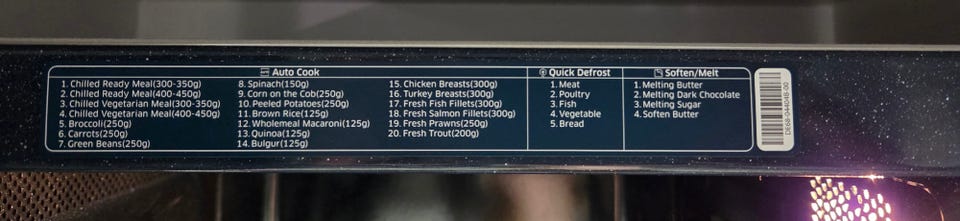 Auto Cook
1. Chilled Ready Meal(300-350g)
2. Chilled Ready Meal(400-450g)
3. Chilled Vegetarian Meal(300-350g)
4. Chilled Vegetarian Meal(400-450g)
5. Broccoli(250g)
6. Carrots(250g)
7. Green Beans(250g)
8. Spinach(150g)
9. Corn on the Cob(250g)
10. Peeled Potatoes(250g)
11. Brown Rice(125g)
12. Wholemeal Macaroni(125g)
13. Quinoa(125g)
14. Bulgur(125g)
15. Chicken Breasts(300g)
16. Turkey Breasts(300g)
17. Fresh Fish Fillets(300g)
18. Fresh Salmon Fillets(300g)
19. Fresh Prawns(250g)
20. Fresh Trout(200g)
Quick Defrost
1. Meat
2. Poultry
3. Fish
4. Vegetable
5. Bread
Soften/Melt
1. Melting Butter
2. Melting Dark Chocolate
3. Melting Sugar
4. Soften Butter
DE68-04404B-00